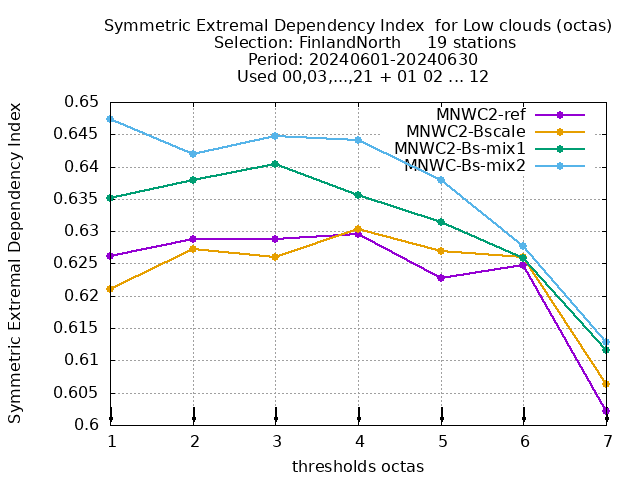 Symmetric Extremal Dependency Index  for Low clouds (octas)
Selection: FinlandNorth     19 stations
Period: 20240601-20240630
Used 00,03,...,21 + 01 02 ... 12
Symmetric Extremal Dependency Index
0.65
0.645
0.64
0.635
0.63
0.625
0.62
0.615
0.61
0.605
0.6
MNWC2-ref
MNWC2-Bscale
MNWC2-Bs-mix1
MNWC-Bs-mix2
1 2 3 4 5 6 7
thresholds octas